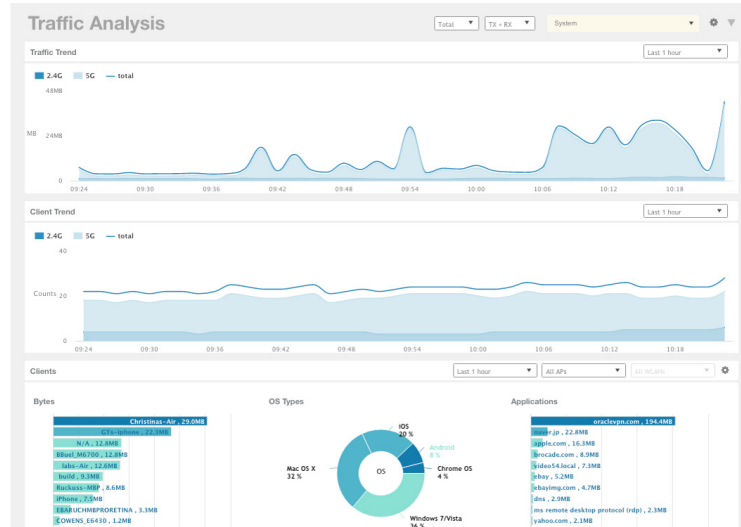 Traffic Analysis
Total
TX + RX
System
Traffic Trend
Last 1 hour
2.4G 5G total
48MB
MB 24MB
0
09:24 09:30 09:36 09:42 09:48 09:54 10:00 10:06 10:12 10:18
Client Trend
Last 1 hour
2.4G 5G total
40
Counts 20
0
09:24 09:30 09:36 09:42 09:48 09:54 10:00 10:06 10:12 10:18
Clients
Last 1 hour
All APs
All WLANs
Bytes
Christinas-Air , 29.0MB
G7s-iphone , 22.3MB
N/A , 12.8MB
BBuel_M6700 , 12.8MB
labs-Air , 12.6MB
build , 9.3MB
Ruckuss-MBP , 8.6MB
iPhone , 7.5MB
EBARUCHMBPRORETINA , 3.3MB
COWENS_E6430 , 1.2MB
OS Types
iOS
20 %
Android
8 %
Chrome OS
4 %
Mac OS X
32 %
OS
Windows 7/Vista
36 %
Applications
oraclevpn.com , 194.4MB
naver.jp , 22.8MB
apple.com , 16.3MB
brocade.com , 8.9MB
video54.local , 7.3MB
ebay , 5.2MB
ebayimg.com , 4.7MB
dns , 2.9MB
ms remote desktop protocol (rdp) , 2.3MB
yahoo.com , 2.1MB